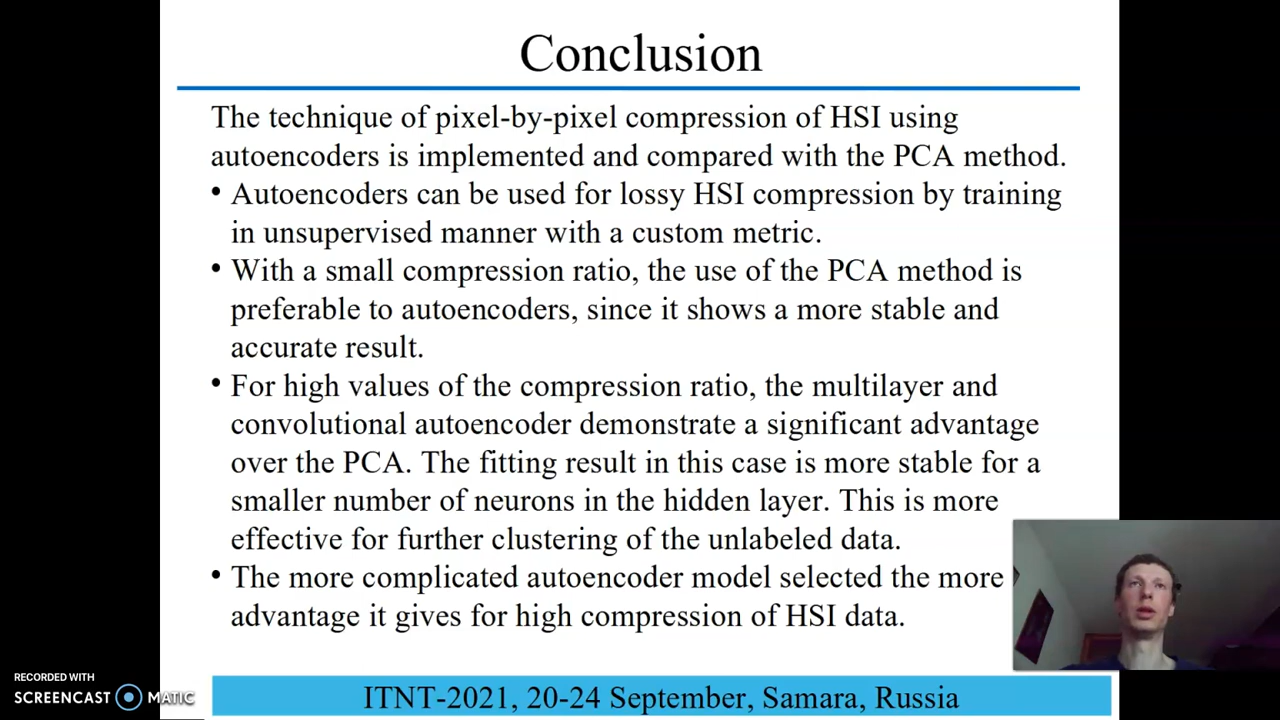 Conclusion
The technique of pixel-by-pixel compression of HSI using
autoencoders is implemented and compared with the PCA method.
• Autoencoders can be used for lossy HSI compression by training
in unsupervised manner with a custom metric.
• With a small compression ratio, the use of the PCA method is
preferable to autoencoders, since it shows a more stable and
accurate result.
• For high values of the compression ratio, the multilayer and
convolutional autoencoder demonstrate a significant advantage
over the PCA. The fitting result in this case is more stable for a
smaller number of neurons in the hidden layer. This is more
effective for further clustering of the unlabeled data.
• The more complicated autoencoder model selected the more
advantage it gives for high compression of HSI data.
RECORDED WITH
SCREENCAST MATIC
ITNT-2021, 20-24 September, Samara, Russia